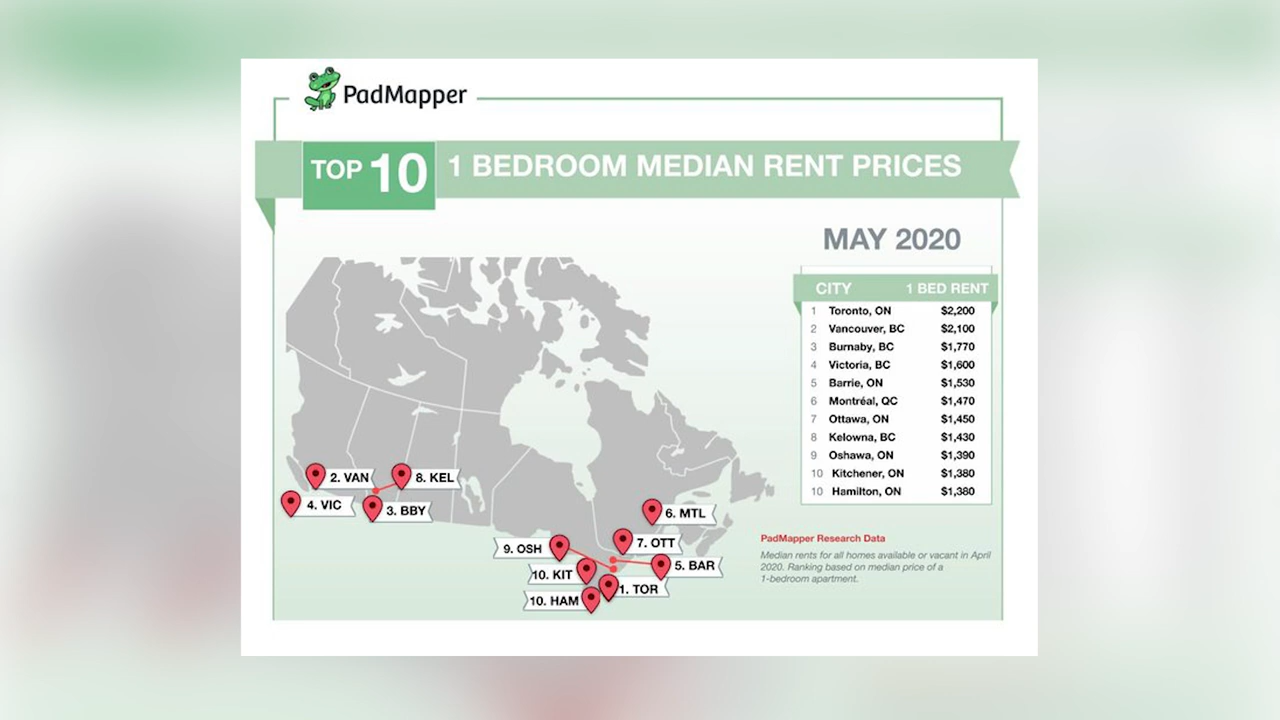 PadMapper
TOP 10
1 BEDROOM MEDIAN RENT PRICES
MAY 2020
CITY 1 BED RENT
1 Toronto, ON $2,200
2 Vancouver, BC $2,100
3 Burnaby, BC $1,770
4 Victoria, BC $1,600
5 Barrie, ON $1,530
6 Montréal, QC $1,470
7 Ottawa, ON $1,450
8 Kelowna, BC $1,430
9 Oshawa, ON $1,390
10 Kitchener, ON $1,380
10 Hamilton, ON $1,380
2. VAN
8. KEL
4. VIC
3. BBY
6. MTL
7. OTT
9. OSH
5. BAR
10. KIT
1. TOR
10. HAM
PadMapper Research Data
Median rents for all homes available or vacant in April
2020. Ranking based on median price of a
1-bedroom apartment.